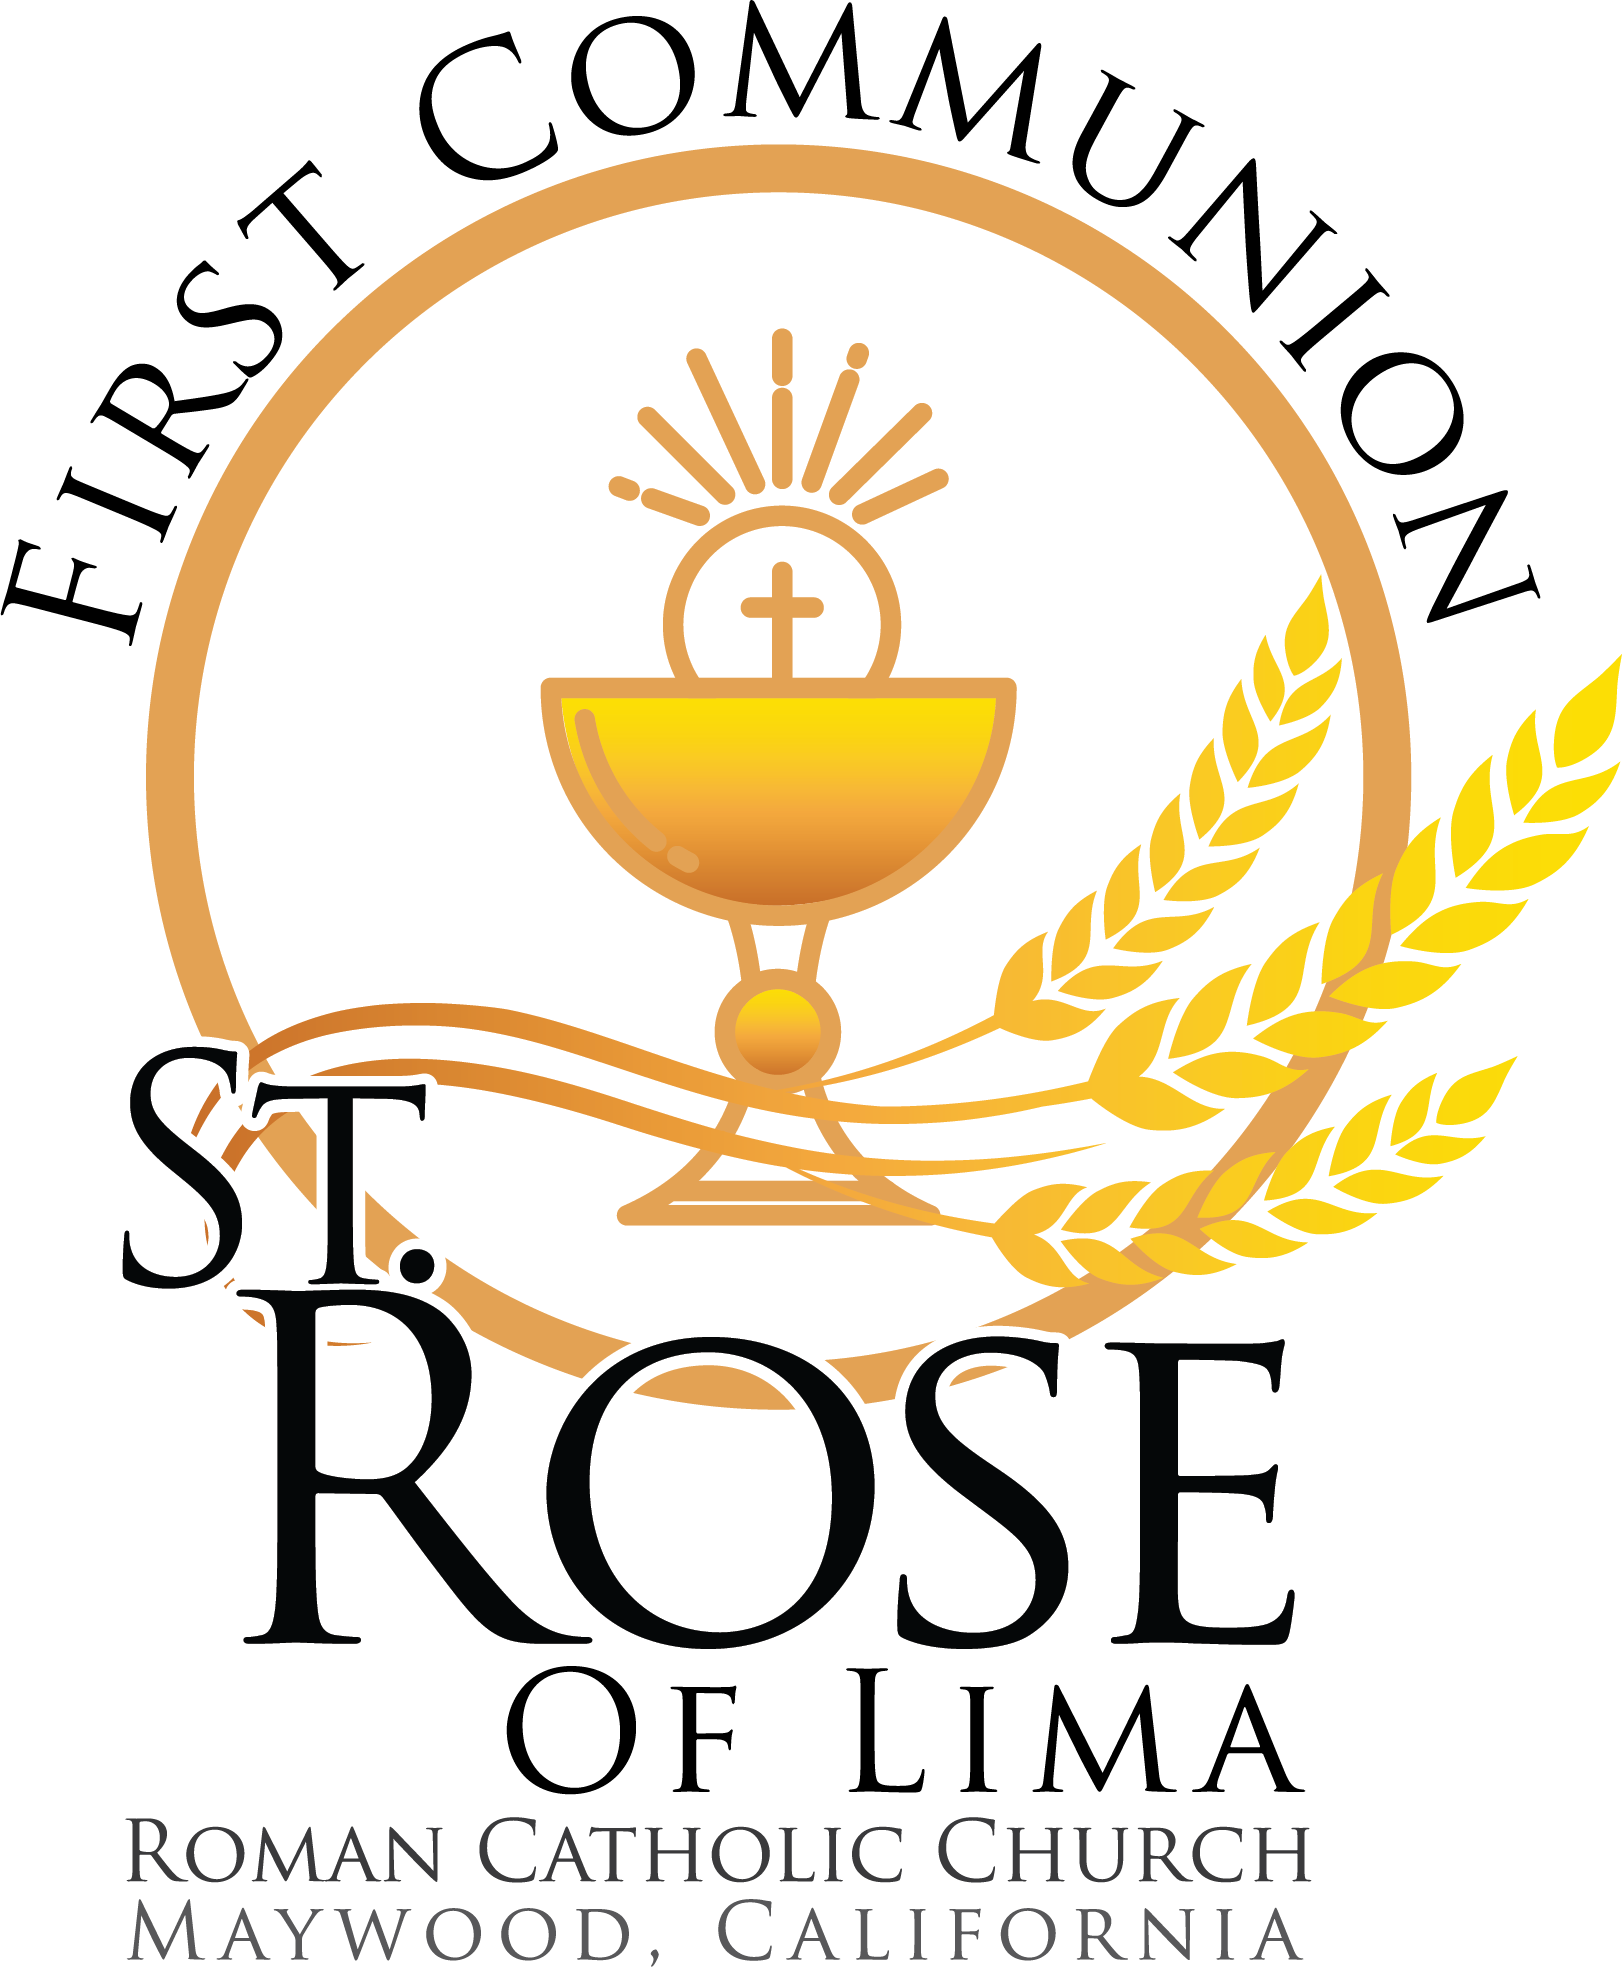 First Communion
St.
Rose
Of Lima
Roman Catholic Church
Maywood, California